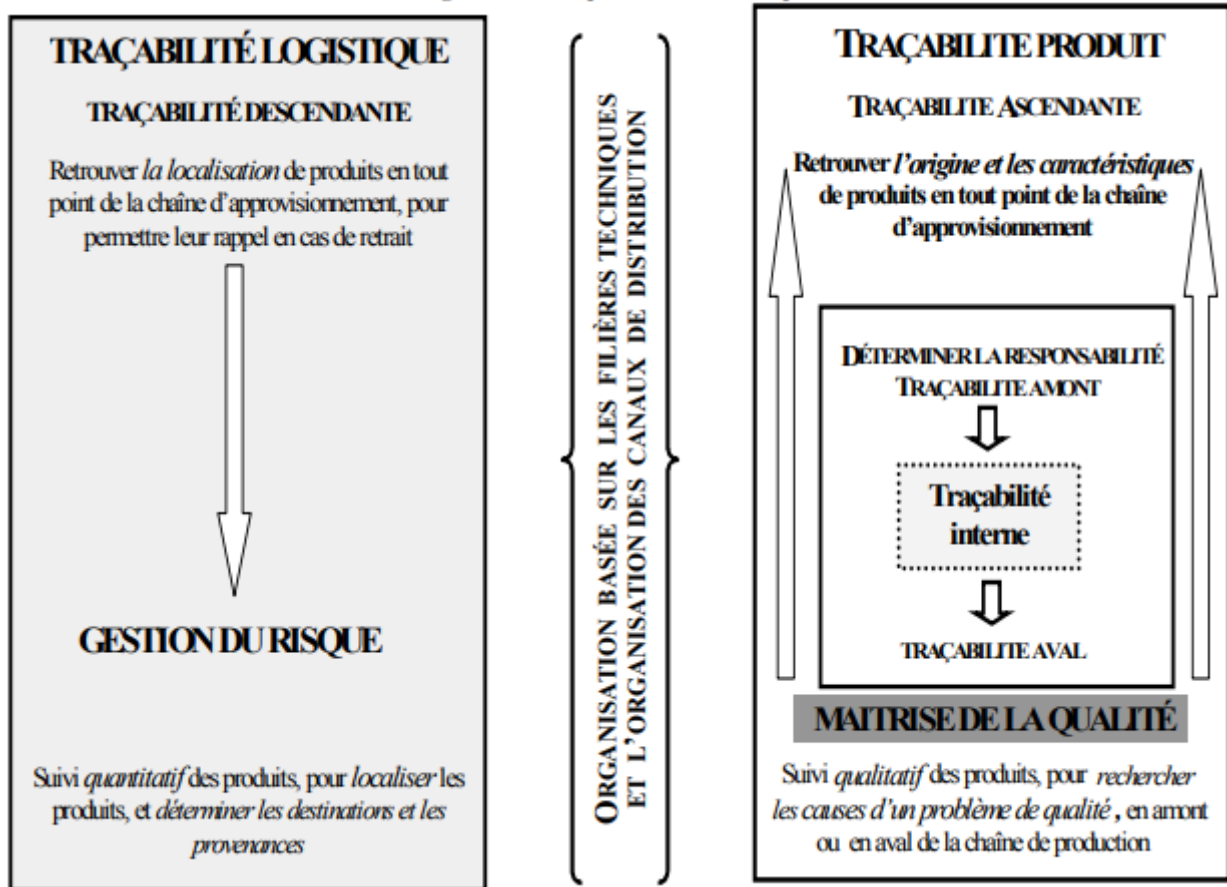 TRAÇABILITÉ LOGISTIQUE
TRAÇABILITÉ DESCENDANTE
Retrouver la localisation de produits en tout
point de la chaîne d'approvisionnement, pour
permettre leur rappel en cas de retrait
GESTION DU RISQUE
Suivi quantitatif des produits, pour localiser les
produits, et déterminer les destinations et les
provenances
ORGANISATION BASÉE SUR LES FILIÈRES TECHNIQUES
ET L'ORGANISATION DES CANAUX DE DISTRIBUTION
TRAÇABILITE PRODUIT
TRAÇABILITE ASCENDANTE
Retrouver l'origine et les caractéristiques
de produits en tout point de la chaîne
d'approvisionnement
DÉTERMINER LA RESPONSABILITÉ
TRAÇABILITE AMONT
Traçabilité
interne
TRAÇABILITE AVAL
MAITRISE DE LA QUALITÉ
Suivi qualitatif des produits, pour rechercher
les causes d'un problème de qualité, en amont
ou en aval de la chaîne de production